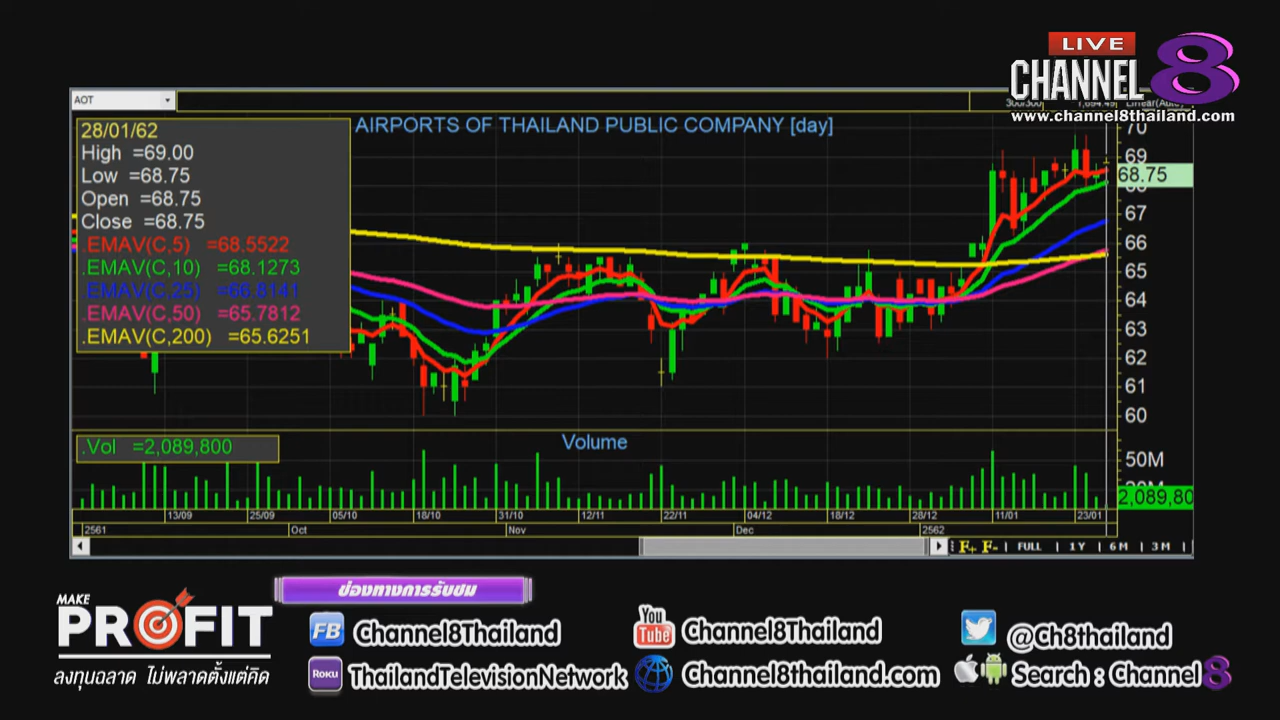 LIVE
CHANNEL 8
www.channel8thailand.com
AOT
AIRPORTS OF THAILAND PUBLIC COMPANY [day]
28/01/62
High =69.00
Low =68.75
Open =68.75
Close =68.75
.EMAV(C,5) =68.5522
.EMAV(C,10) =68.1273
.EMAV(C,25) =66.8141
.EMAV(C,50) =65.7812
.EMAV(C,200) =65.6251
70
69
68.75
67
66
65
64
63
62
61
60
.Vol =2,089,800
Volume
50M
2,089,80
13/09 25/09 05/10 18/10 31/10 12/11 22/11 04/12 18/12 28/12 11/01 23/01
2561 Oct Nov Dec 2562
F+ F- FULL 1Y 6M 3M
MAKE
PROFIT
ลงทุนฉลาด ไม่พลาดตั้งแต่คิด
ช่องทางการรับชม
FB Channel8Thailand
You Tube Channel8Thailand
@Ch8thailand
Roku ThailandTelevisionNetwork
Channel8thailand.com
Search : Channel 8